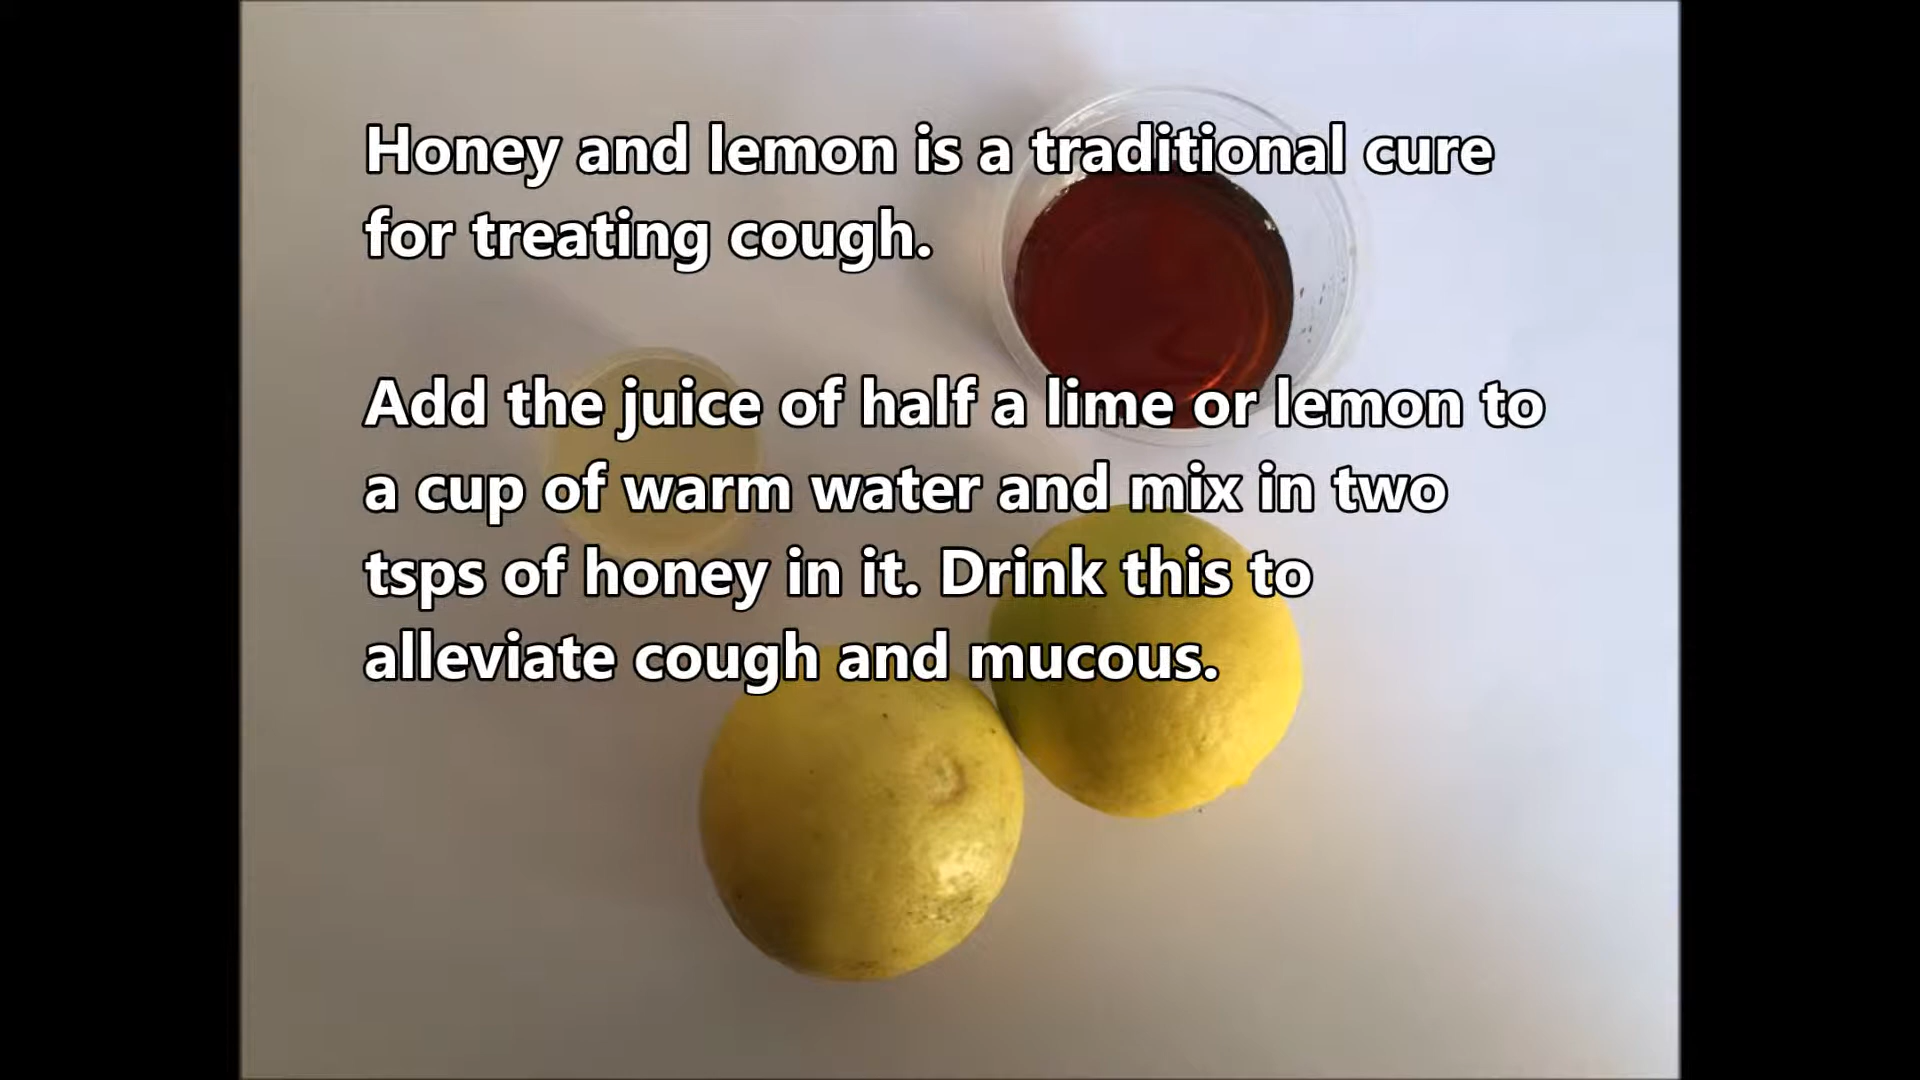 Honey and lemon is a traditional cure
for treating cough.
Add the juice of half a lime or lemon to
a cup of warm water and mix in two
tsps of honey in it. Drink this to
alleviate cough and mucous.